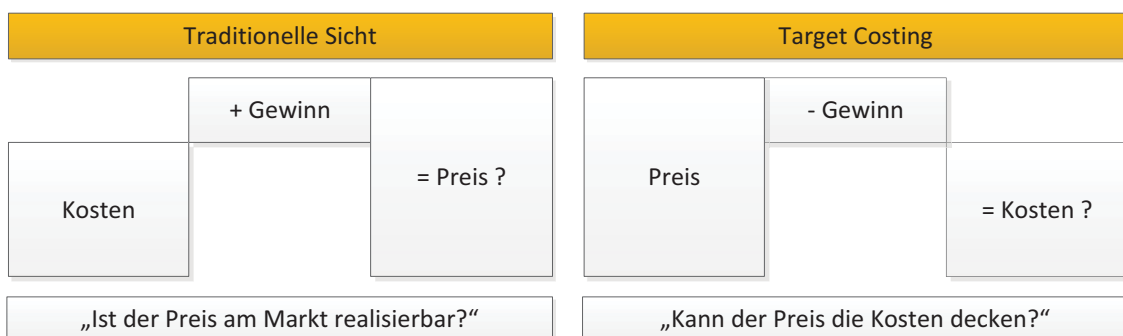 Traditionelle Sicht
+ Gewinn
Kosten
= Preis ?
„Ist der Preis am Markt realisierbar?“
Target Costing
Preis
- Gewinn
= Kosten ?
„Kann der Preis die Kosten decken?“